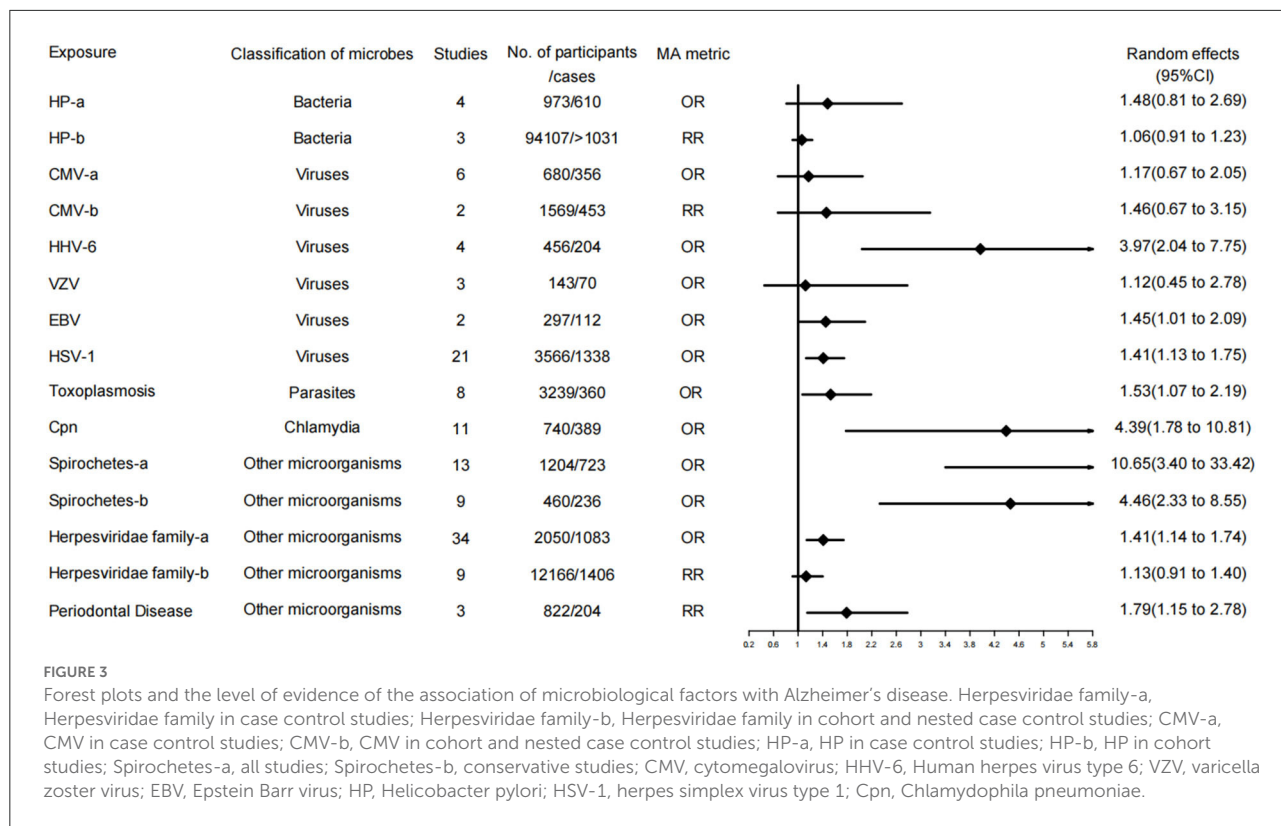 Exposure Classification of microbes Studies No. of participants /cases MA metric Random effects (95%CI)
HP-a Bacteria 4 973/610 OR 1.48(0.81 to 2.69)
HP-b Bacteria 3 94107/>1031 RR 1.06(0.91 to 1.23)
CMV-a Viruses 6 680/356 OR 1.17(0.67 to 2.05)
CMV-b Viruses 2 1569/453 RR 1.46(0.67 to 3.15)
HHV-6 Viruses 4 456/204 OR 3.97(2.04 to 7.75)
VZV Viruses 3 143/70 OR 1.12(0.45 to 2.78)
EBV Viruses 2 297/112 OR 1.45(1.01 to 2.09)
HSV-1 Viruses 21 3566/1338 OR 1.41(1.13 to 1.75)
Toxoplasmosis Parasites 8 3239/360 OR 1.53(1.07 to 2.19)
Cpn Chlamydia 11 740/389 OR 4.39(1.78 to 10.81)
Spirochetes-a Other microorganisms 13 1204/723 OR 10.65(3.40 to 33.42)
Spirochetes-b Other microorganisms 9 460/236 OR 4.46(2.33 to 8.55)
Herpesviridae family-a Other microorganisms 34 2050/1083 OR 1.41(1.14 to 1.74)
Herpesviridae family-b Other microorganisms 9 12166/1406 RR 1.13(0.91 to 1.40)
Periodontal Disease Other microorganisms 3 822/204 RR 1.79(1.15 to 2.78)
0.2 0.6 1 1.4 1.8 2.2 2.6 3 3.4 3.8 4.2 4.6 5 5.4 5.8
FIGURE 3
Forest plots and the level of evidence of the association of microbiological factors with Alzheimer's disease. Herpesviridae family-a,
Herpesviridae family in case control studies; Herpesviridae family-b, Herpesviridae family in cohort and nested case control studies; CMV-a,
CMV in case control studies; CMV-b, CMV in cohort and nested case control studies; HP-a, HP in case control studies; HP-b, HP in cohort
studies; Spirochetes-a, all studies; Spirochetes-b, conservative studies; CMV, cytomegalovirus; HHV-6, Human herpes virus type 6; VZV, varicella
zoster virus; EBV, Epstein Barr virus; HP, Helicobacter pylori; HSV-1, herpes simplex virus type 1; Cpn, Chlamydophila pneumoniae.